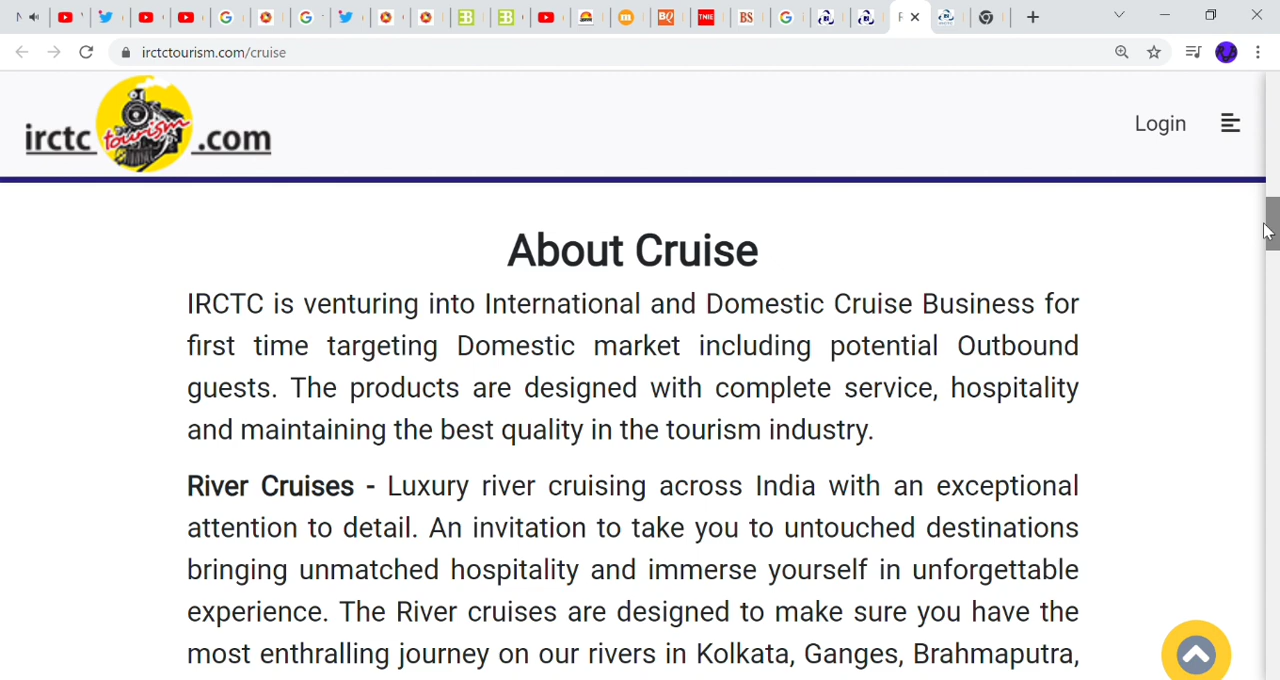 irctctourism.com/cruise
irctc tourism .com
Login
About Cruise
IRCTC is venturing into International and Domestic Cruise Business for
first time targeting Domestic market including potential Outbound
guests. The products are designed with complete service, hospitality
and maintaining the best quality in the tourism industry.
River Cruises - Luxury river cruising across India with an exceptional
attention to detail. An invitation to take you to untouched destinations
bringing unmatched hospitality and immerse yourself in unforgettable
experience. The River cruises are designed to make sure you have the
most enthralling journey on our rivers in Kolkata, Ganges, Brahmaputra,